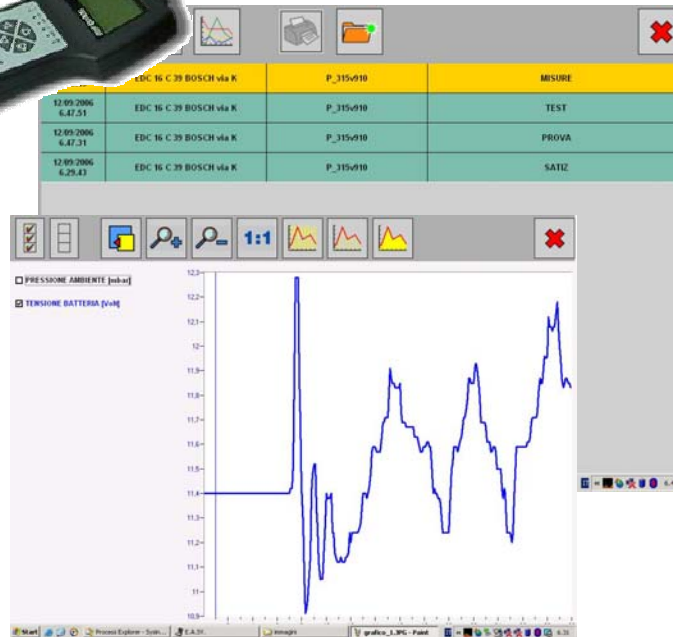 EDC 16 C 39 BOSCH via K P_315v910 MISURE
12/09/2006
6.47.51
EDC 16 C 39 BOSCH via K P_315v910 TEST
12/09/2006
6.47.31
EDC 16 C 39 BOSCH via K P_315v910 PROVA
12/09/2006
6.29.43
EDC 16 C 39 BOSCH via K P_315v910 SATIZ
1:1
PRESSIONE AMBIENTE [mbar]
TENSIONE BATTERIA [Volt]
12,3
12,2
12,1
12
11,9
11,8
11,7
11,6
11,5
11,4
11,3
11,2
11,1
11
10,9
Start
Process Explorer - Sysin...
E.A.SY.
immagini
grafico_1.JPG - Paint
6.31